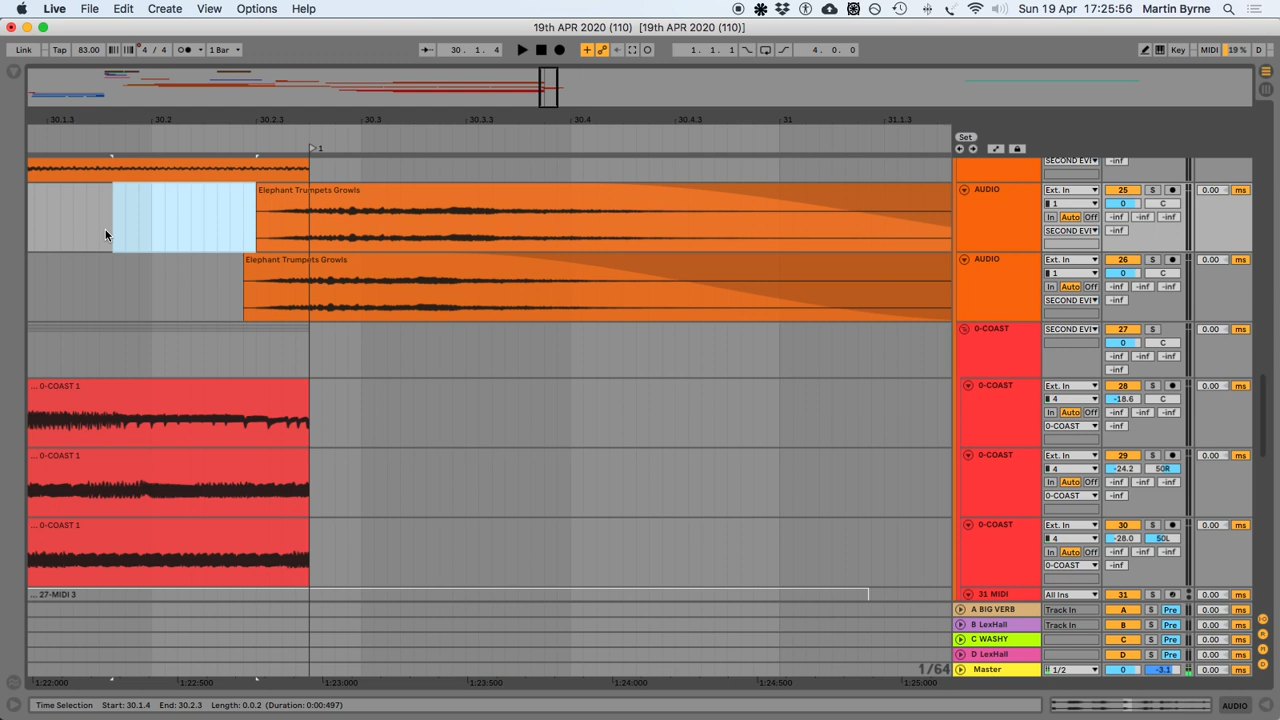 Live File Edit Create View Options Help Sun 19 Apr 17:25:56 Martin Byrne
19th APR 2020 (110) [19th APR 2020 (110)]
Link Tap 83.00 4 / 4 1 Bar 30. 1. 4 1. 1. 1 4. 0. 0 Key MIDI 19 % D
30.1.3 30.2 30.2.3 30.3 30.3.3 30.4 30.4.3 31 31.1.3
Set
1
SECOND EVI -inf
Elephant Trumpets Growls AUDIO Ext. In 25 S 0.00 ms
1 0 C
In Auto Off -inf -inf
SECOND EVI -inf
Elephant Trumpets Growls AUDIO Ext. In 26 S 0.00 ms
1 0 C
In Auto Off -inf -inf
SECOND EVI -inf
0-COAST SECOND EVI 27 S 0.00 ms
0 C
-inf -inf -inf
-inf
... 0-COAST 1 0-COAST Ext. In 28 S 0.00 ms
4 -18.6 C
In Auto Off -inf -inf -inf
0-COAST -inf
... 0-COAST 1 0-COAST Ext. In 29 S 0.00 ms
4 -24.2 50R
In Auto Off -inf -inf -inf
0-COAST -inf
... 0-COAST 1 0-COAST Ext. In 30 S 0.00 ms
4 -28.0 50L
In Auto Off -inf -inf -inf
0-COAST -inf
... 27-MIDI 3 31 MIDI All Ins 31 S 0.00 ms
A BIG VERB Track In A S Pre 0.00 ms
B LexHall Track In B S Pre 0.00 ms
C WASHY C S Pre 0.00 ms
D LexHall D S Pre 0.00 ms
1/64 Master 1/2 0 -3.1 0.00 ms
1:22:000 1:22:500 1:23:000 1:23:500 1:24:000 1:24:500 1:25:000
Time Selection Start: 30.1.4 End: 30.2.3 Length: 0.0.2 (Duration: 0:00:497) AUDIO